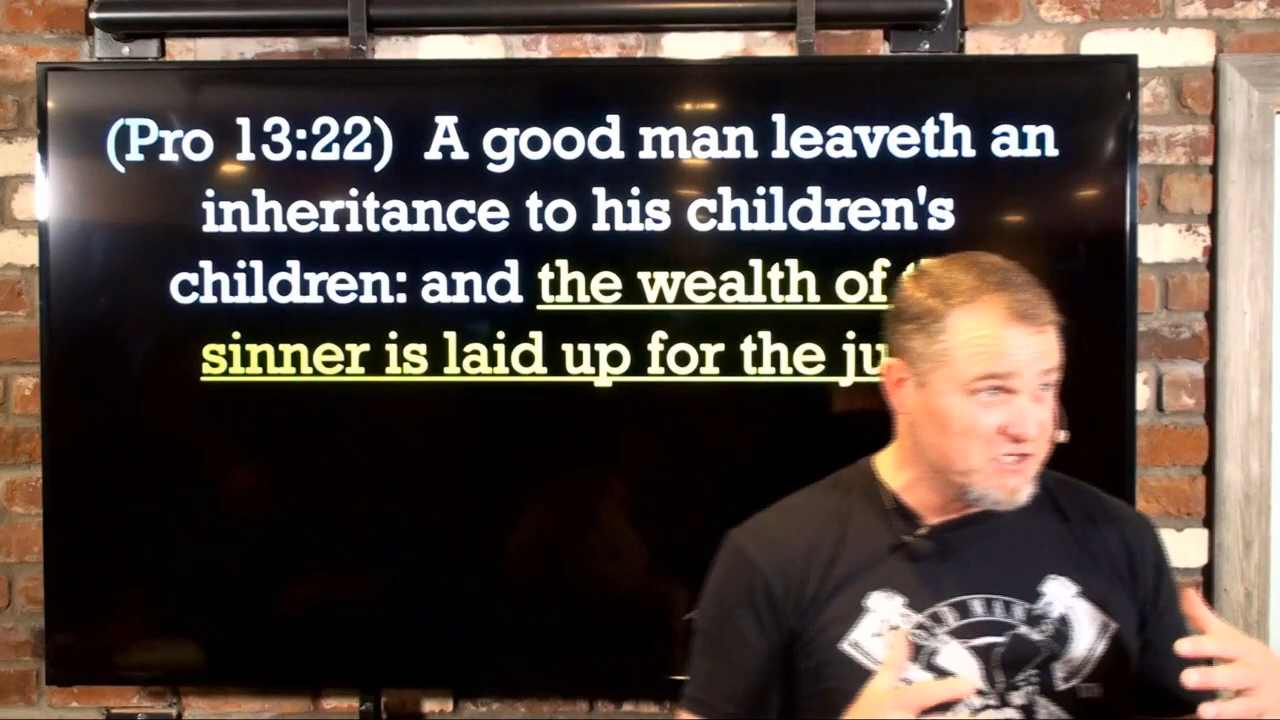 (Pro 13:22) A good man leaveth an
inheritance to his children's
children: and the wealth of
sinner is laid up for the